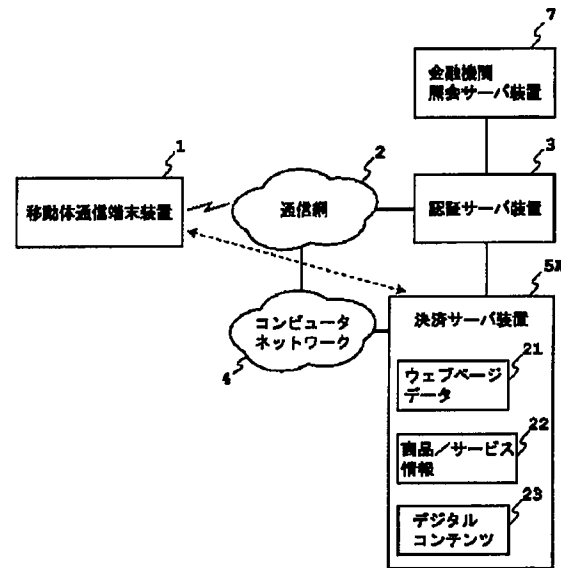 7
金融機関
照会サーバ装置
1
2
3
移動体通信端末装置
通信網
認証サーバ装置
5A
コンピュータ
ネットワーク
4
決済サーバ装置
21
ウェブページ
データ
22
商品／サービス
情報
23
デジタル
コンテンツ